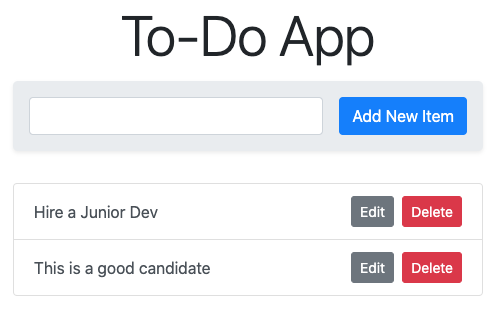 To-Do App
Add New Item
Hire a Junior Dev Edit Delete
This is a good candidate Edit Delete